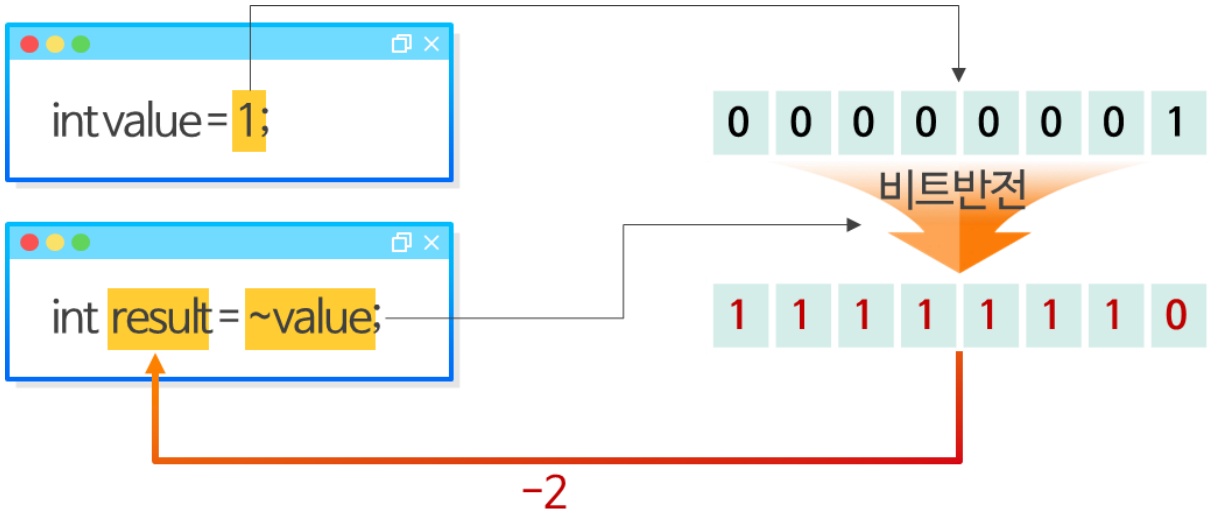 int value = 1;
0 0 0 0 0 0 0 1
비트반전
int result = ~value;
1 1 1 1 1 1 1 0
-2